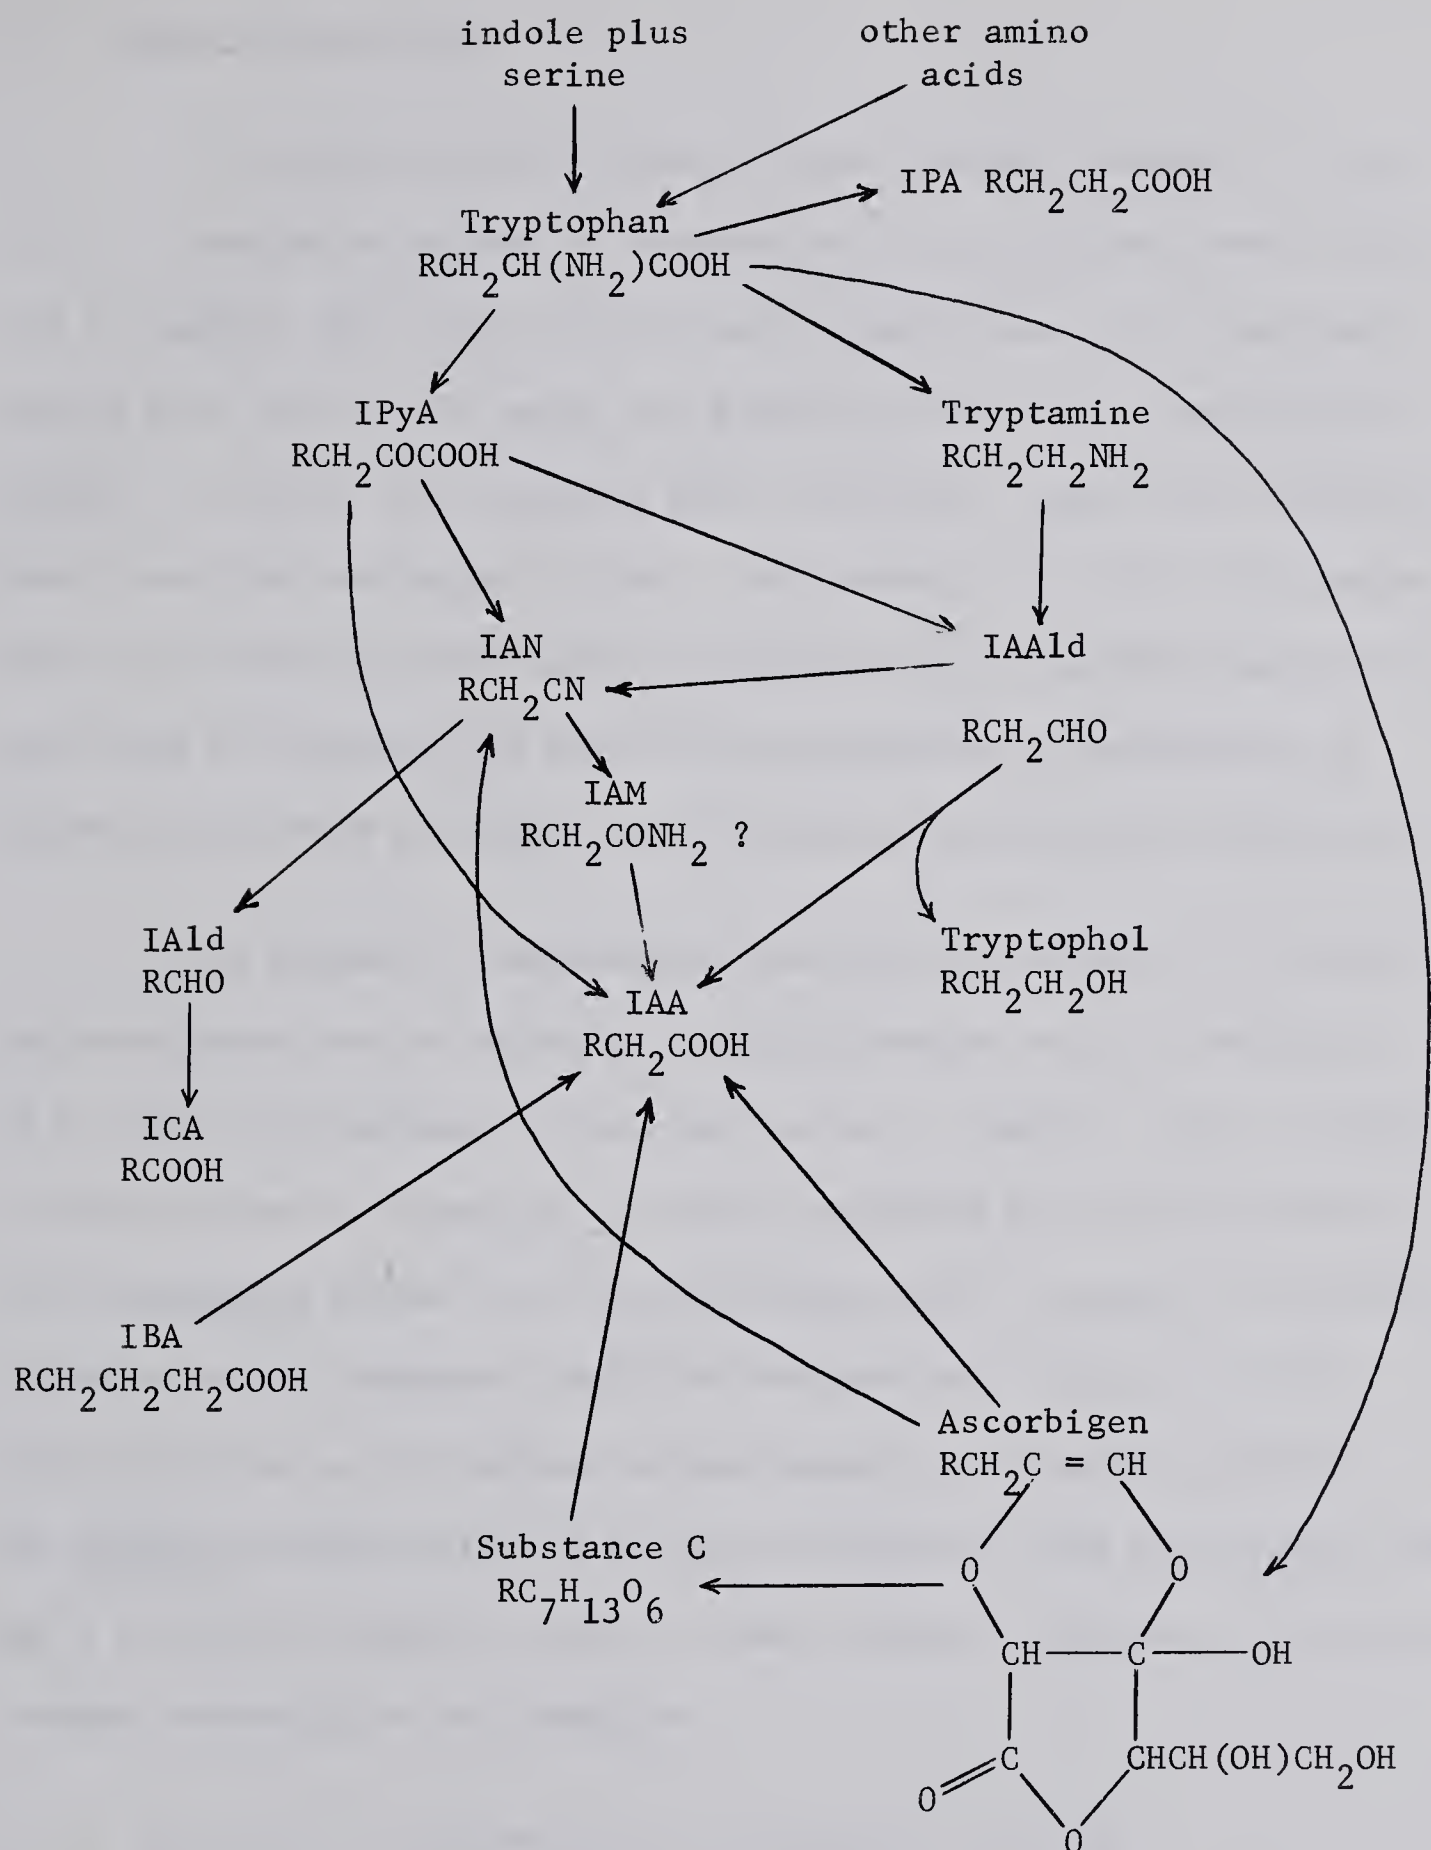 indole plus
serine
other amino
acids
IPA RCH₂CH₂COOH
Tryptophan
RCH₂CH(NH₂)COOH
IPyA
RCH₂COCOOH
Tryptamine
RCH₂CH₂NH₂
IAN
RCH₂CN
IAAld
RCH₂CHO
IAM
RCH₂CONH₂ ?
IAld
RCHO
Tryptophol
RCH₂CH₂OH
IAA
RCH₂COOH
ICA
RCOOH
IBA
RCH₂CH₂CH₂COOH
Ascorbigen
RCH₂C = CH
Substance C
RC₇H₁₃O₆
O O
CH C OH
C CHCH(OH)CH₂OH
O
O